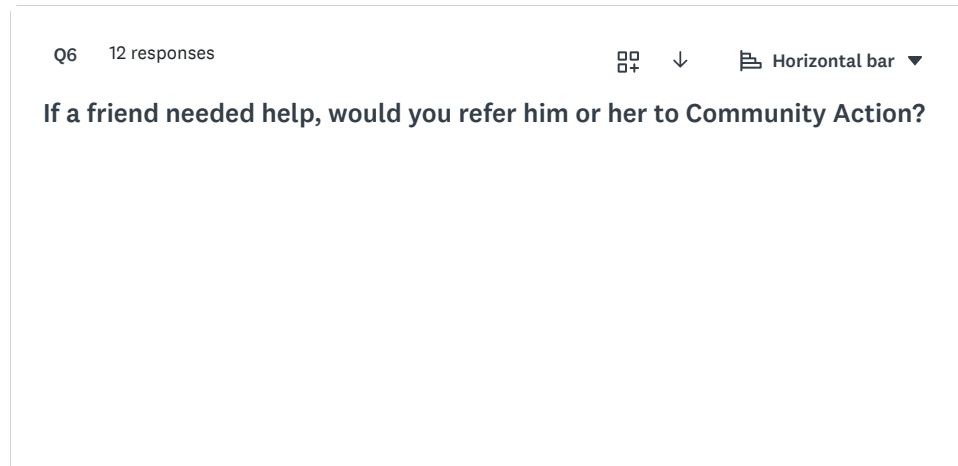 Q6 12 responses Horizontal bar
If a friend needed help, would you refer him or her to Community Action?